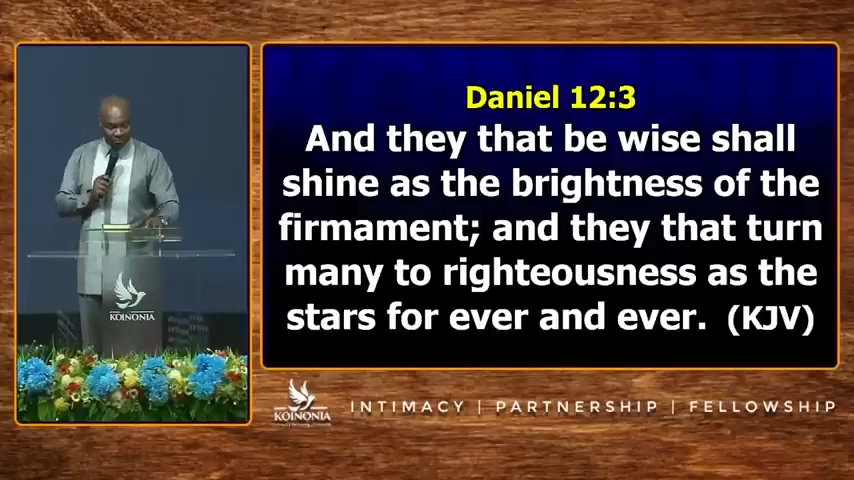 Daniel 12:3
And they that be wise shall
shine as the brightness of the
firmament; and they that turn
many to righteousness as the
stars for ever and ever. (KJV)
KOINONIA
KOINONIA
INTIMACY | PARTNERSHIP | FELLOWSHIP